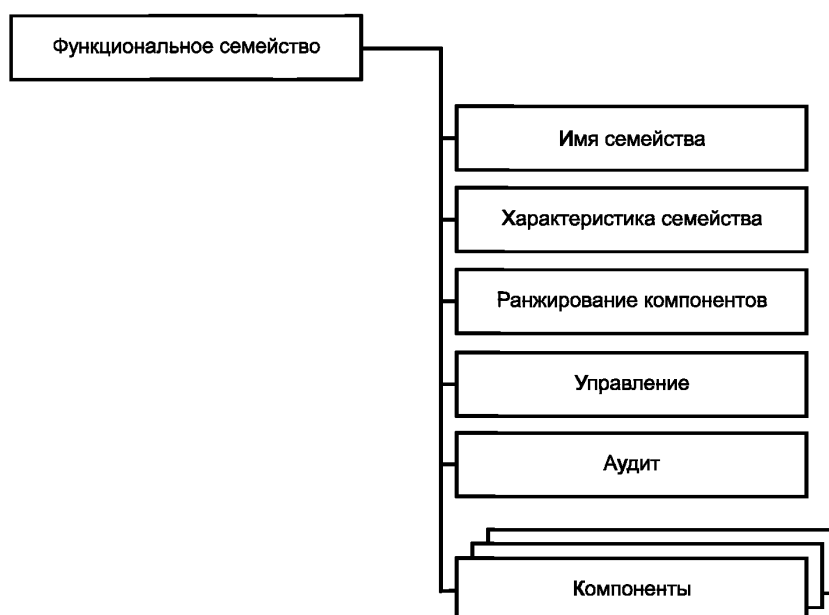 Функциональное семейство
Имя семейства
Характеристика семейства
Ранжирование компонентов
Управление
Аудит
Компоненты